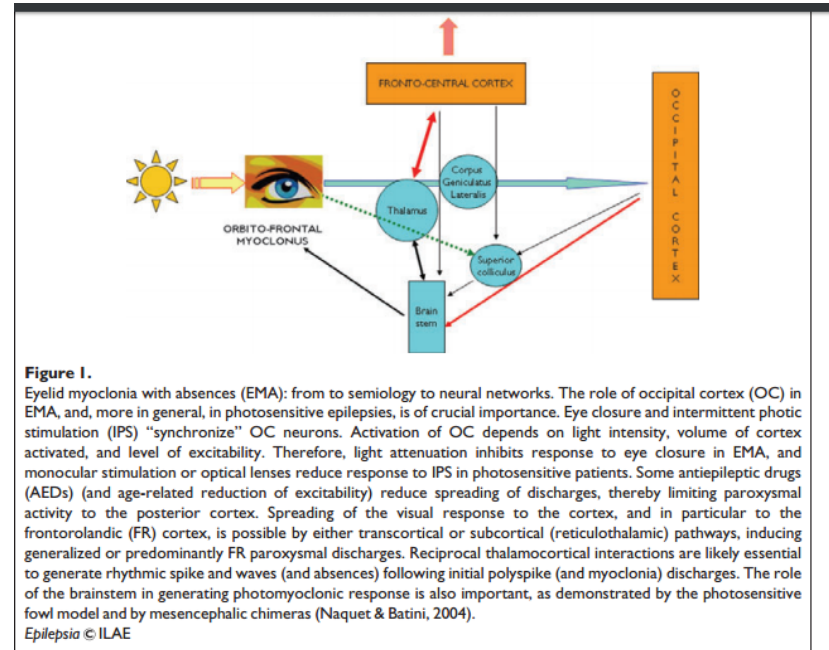 FRONTO-CENTRAL CORTEX
OCCIPITAL CORTEX
Corpus
Geniculatus
Lateralis
Thalamus
ORBITO-FRONTAL
MYOCLONUS
Superior
colliculus
Brain
stem
Figure 1.
Eyelid myoclonia with absences (EMA): from to semiology to neural networks. The role of occipital cortex (OC) in
EMA, and, more in general, in photosensitive epilepsies, is of crucial importance. Eye closure and intermittent photic
stimulation (IPS) “synchronize” OC neurons. Activation of OC depends on light intensity, volume of cortex
activated, and level of excitability. Therefore, light attenuation inhibits response to eye closure in EMA, and
monocular stimulation or optical lenses reduce response to IPS in photosensitive patients. Some antiepileptic drugs
(AEDs) (and age-related reduction of excitability) reduce spreading of discharges, thereby limiting paroxysmal
activity to the posterior cortex. Spreading of the visual response to the cortex, and in particular to the
frontorolandic (FR) cortex, is possible by either transcortical or subcortical (reticulothalamic) pathways, inducing
generalized or predominantly FR paroxysmal discharges. Reciprocal thalamocortical interactions are likely essential
to generate rhythmic spike and waves (and absences) following initial polyspike (and myoclonia) discharges. The role
of the brainstem in generating photomyoclonic response is also important, as demonstrated by the photosensitive
fowl model and by mesencephalic chimeras (Naquet & Batini, 2004).
Epilepsia © ILAE